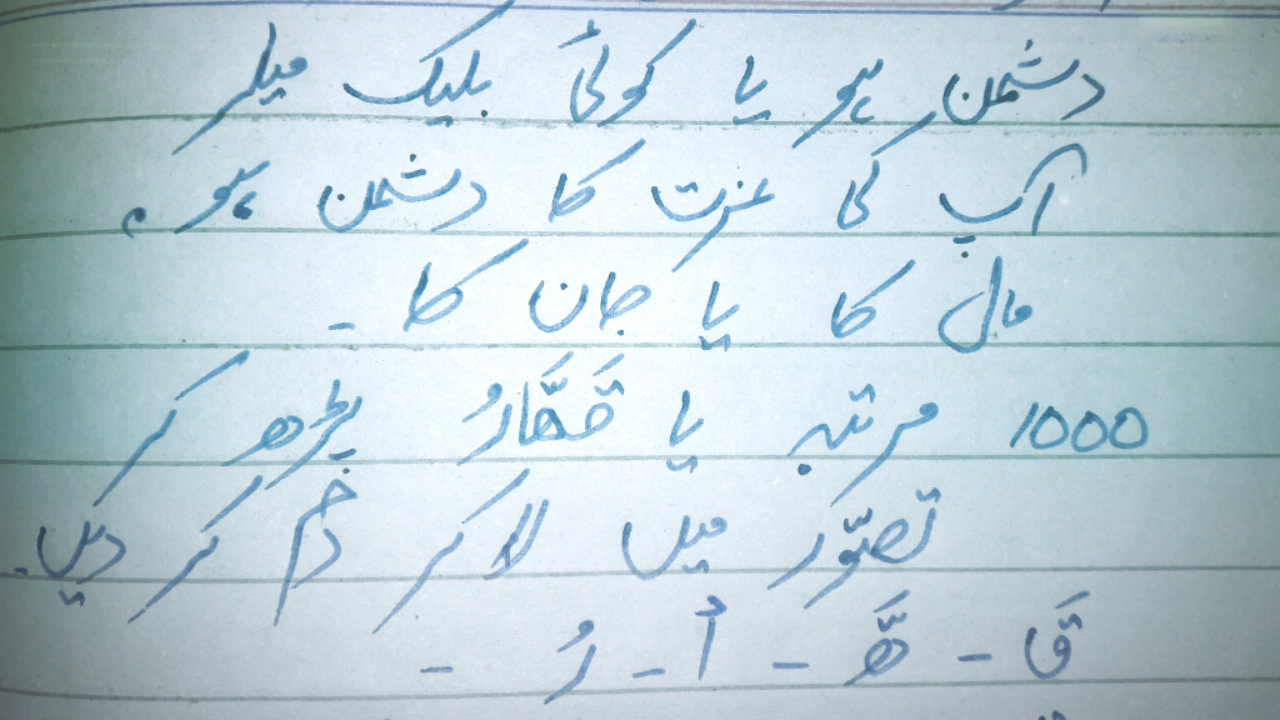 دشمن ہو یا کوئی بلیک میلر
آپ کی عزت کا دشمن ہو۔
مال کا یا جان کا۔
1000 مرتبہ یا قَھَّارُ پڑھ کر
تصوّر میں لا کر دَم کر دیں۔
قَ - ھَّ - اُ - رُ -